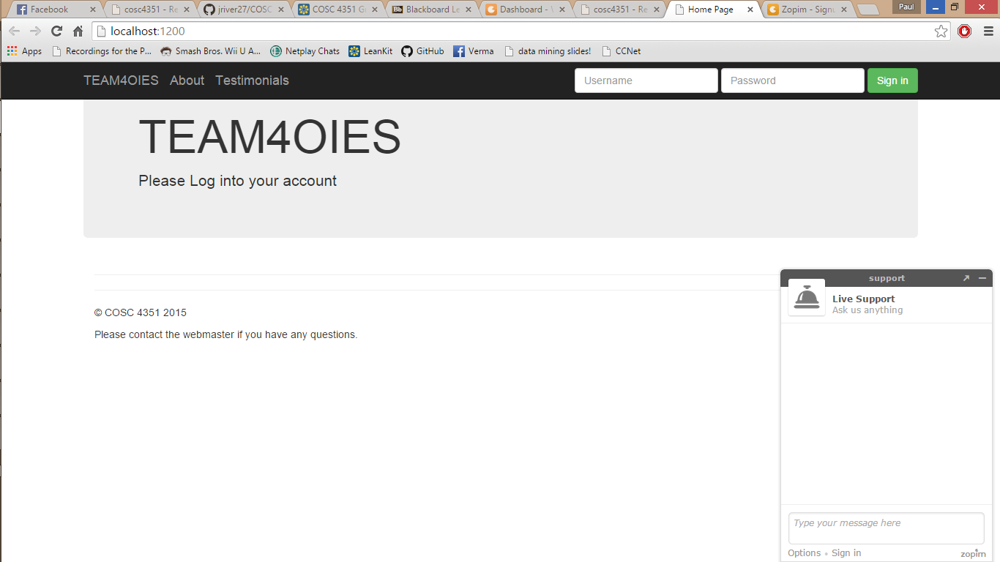 Facebook
cosc4351 - Re
jriver27/COSC
COSC 4351 G
Blackboard Le
Dashboard - V
cosc4351 - Re
Home Page
Zopim - Signu
Paul
localhost:1200
Apps
Recordings for the P...
Smash Bros. Wii U A...
Netplay Chats
LeanKit
GitHub
Verma
data mining slides!
CCNet
TEAM4OIES About Testimonials
Username
Password
Sign in
TEAM4OIES
Please Log into your account
support
Live Support
Ask us anything
© COSC 4351 2015
Please contact the webmaster if you have any questions.
Type your message here
Options • Sign in
zopim